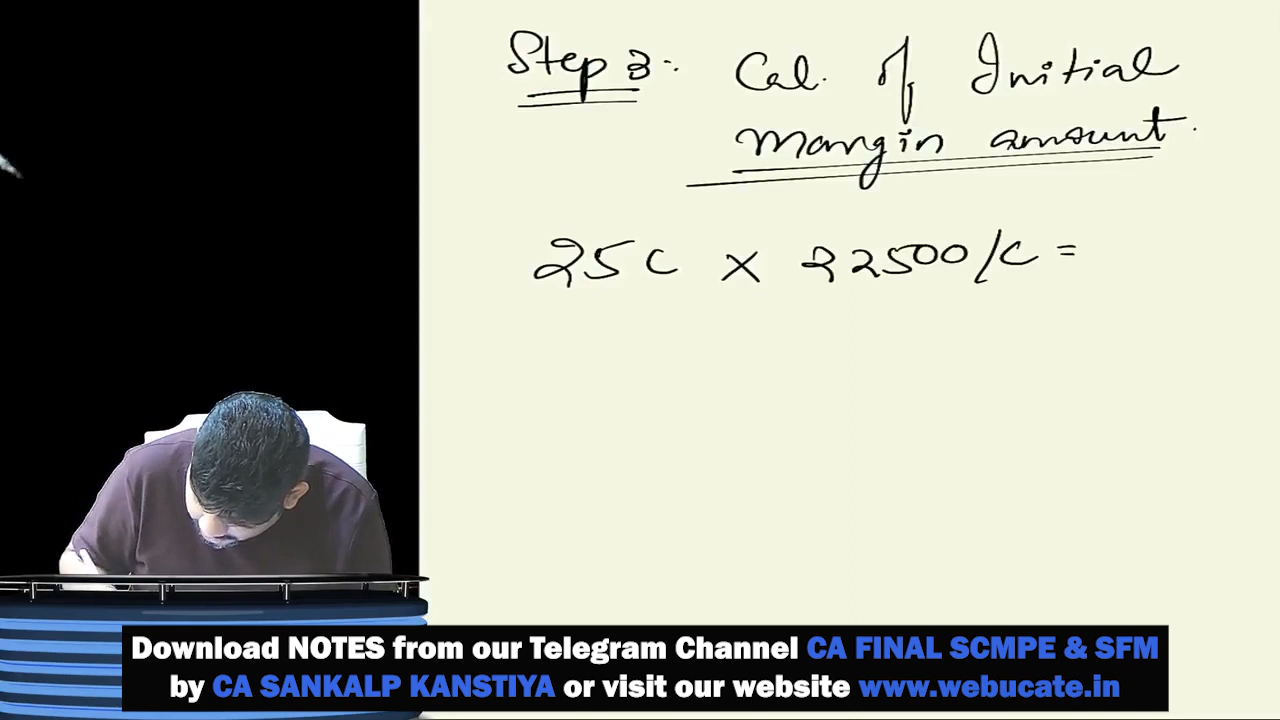 Step 3:- Cal. of Initial
margin amount.
25C × 22500/C =
Download NOTES from our Telegram Channel CA FINAL SCMPE & SFM
by CA SANKALP KANSTIYA or visit our website www.webucate.in